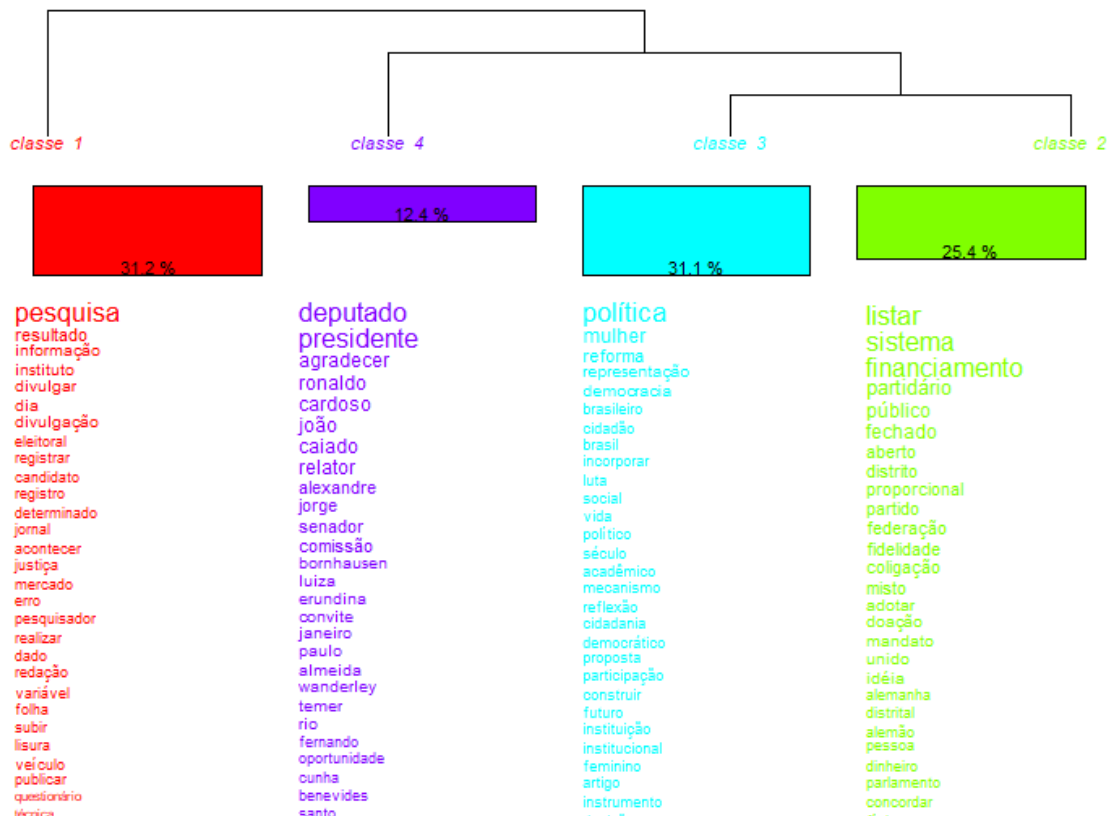 classe 1
classe 4
classe 3
classe 2
31.2 %
12.4 %
31.1 %
25.4 %
pesquisa
resultado
informação
instituto
divulgar
dia
divulgação
eleitoral
registrar
candidato
registro
determinado
jornal
acontecer
justiça
mercado
erro
pesquisador
realizar
dado
redação
variável
folha
subir
lisura
veículo
publicar
questionário
técnica
deputado
presidente
agradecer
ronaldo
cardoso
joão
caiado
relator
alexandre
jorge
senador
comissão
bornhausen
luiza
erundina
convite
janeiro
paulo
almeida
wanderley
temer
rio
fernando
oportunidade
cunha
benevides
santo
política
mulher
reforma
representação
democracia
brasileiro
cidadão
brasil
incorporar
luta
social
vida
político
século
acadêmico
mecanismo
reflexão
cidadania
democrático
proposta
participação
construir
futuro
instituição
institucional
feminino
artigo
instrumento
listar
sistema
financiamento
partidário
público
fechado
aberto
distrito
proporcional
partido
federação
fidelidade
coligação
misto
adotar
doação
mandato
unido
idéia
alemanha
distrital
alemão
pessoa
dinheiro
parlamento
concordar